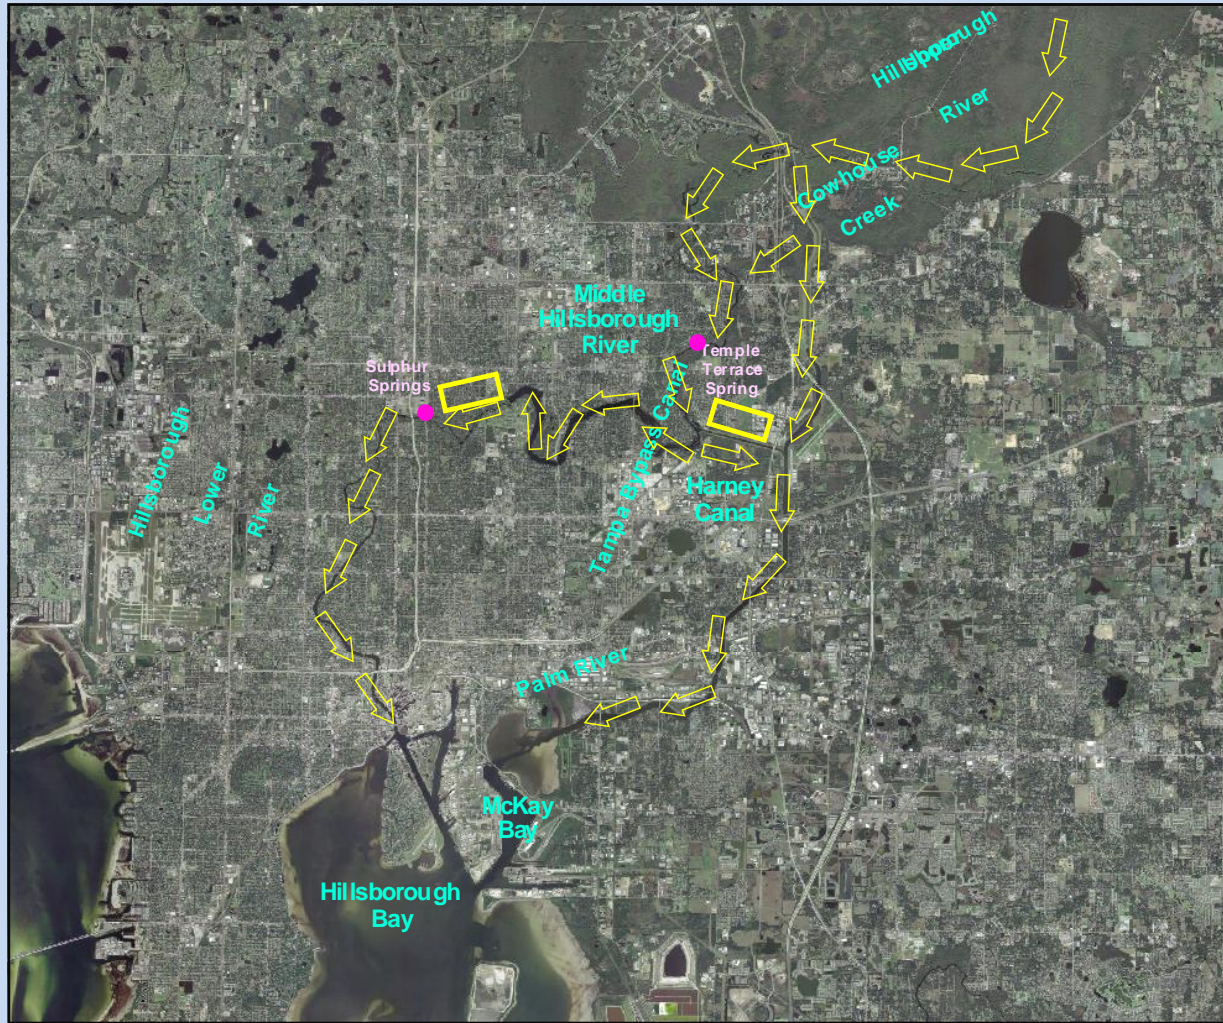 Upper
Hillsborough
River
Cowhouse
Creek
Middle
Hillsborough
River
Temple
Terrace
Spring
Sulphur
Springs
Hillsborough
Lower
River
Tampa Bypass Canal
Harney
Canal
Palm River
McKay
Bay
Hillsborough
Bay